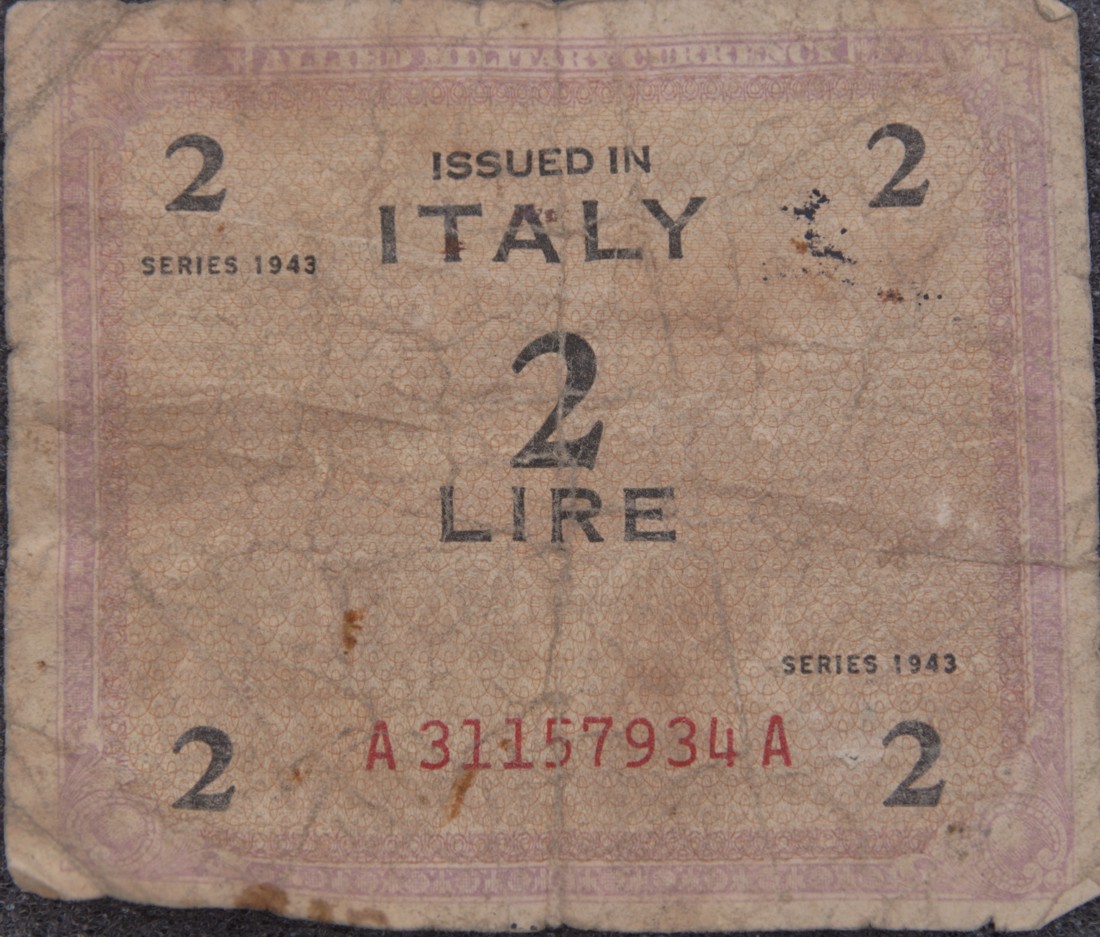 ALLIED MILITARY CURRENCY
2 ISSUED IN 2
ITALY
SERIES 1943
2
LIRE
SERIES 1943
2 A 31157934 A 2